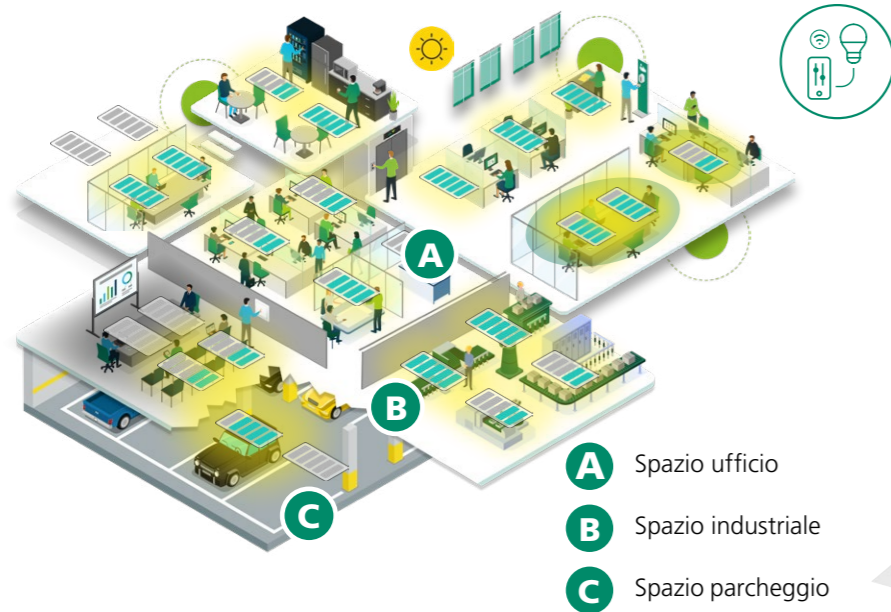 A
B
C
A Spazio ufficio
B Spazio industriale
C Spazio parcheggio